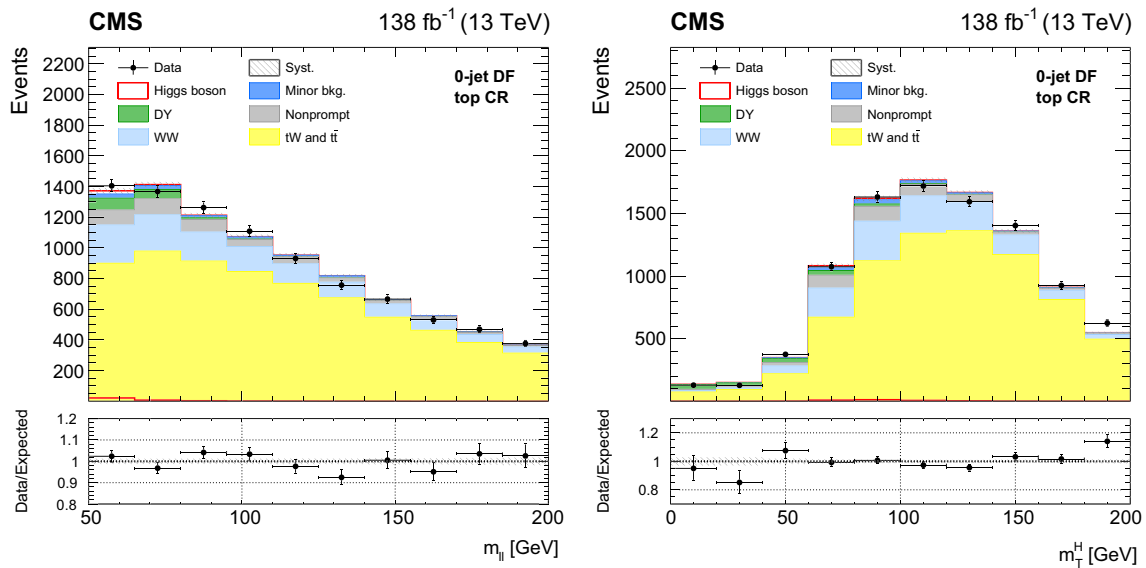 CMS 138 fb⁻¹ (13 TeV)
Events
2200
2000
1800
1600
1400
1200
1000
800
600
400
200
Data Syst.
Higgs boson Minor bkg.
DY Nonprompt
WW tW and tt̄
0-jet DF
top CR
Data/Expected
1.2
1.1
1
0.9
0.8
50 100 150 200
m_ll [GeV]
CMS 138 fb⁻¹ (13 TeV)
Events
2500
2000
1500
1000
500
Data Syst.
Higgs boson Minor bkg.
DY Nonprompt
WW tW and tt̄
0-jet DF
top CR
Data/Expected
1.2
1
0.8
0 50 100 150 200
m_T^H [GeV]